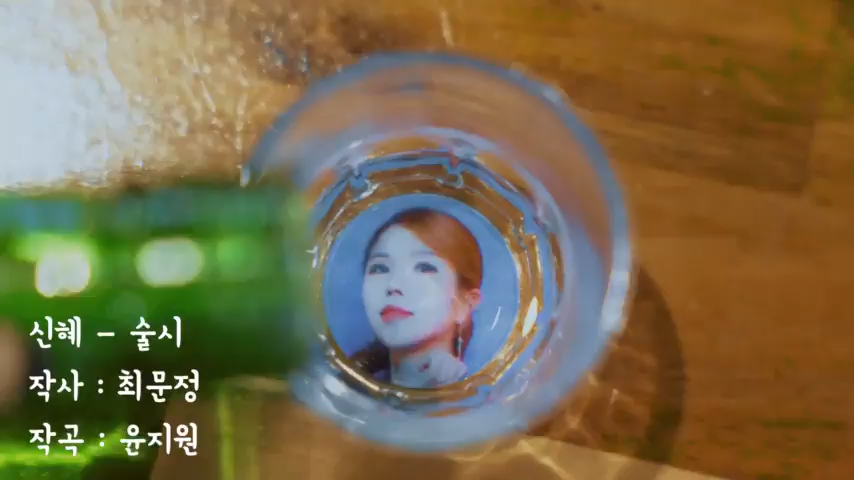 신혜 – 술시
작사 : 최문정
작곡 : 윤지원